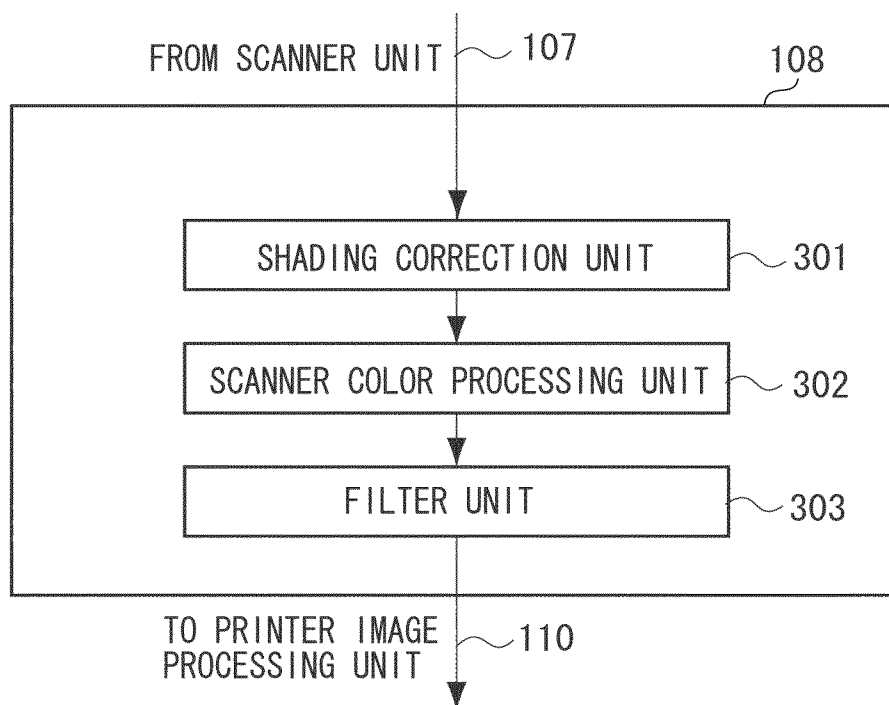 FROM SCANNER UNIT
107
108
SHADING CORRECTION UNIT
301
SCANNER COLOR PROCESSING UNIT
302
FILTER UNIT
303
TO PRINTER IMAGE
PROCESSING UNIT
110